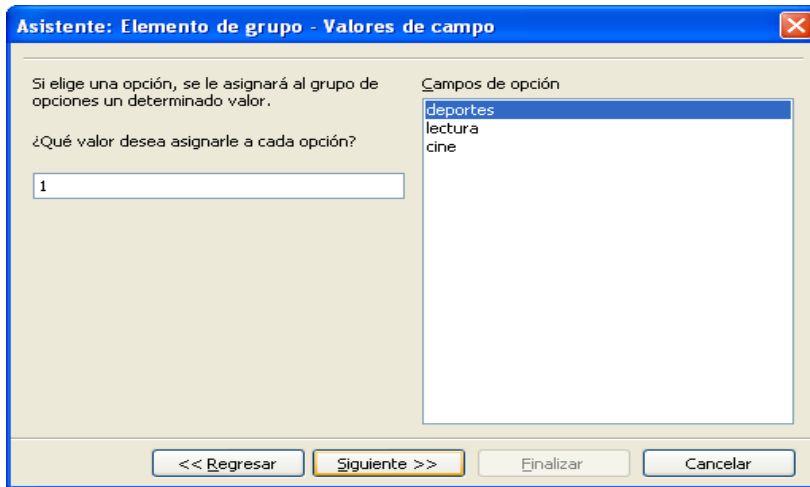 Asistente: Elemento de grupo - Valores de campo
Si elige una opción, se le asignará al grupo de
opciones un determinado valor.
¿Qué valor desea asignarle a cada opción?
1
Campos de opción
deportes
lectura
cine
<< Regresar
Siguiente >>
Finalizar
Cancelar